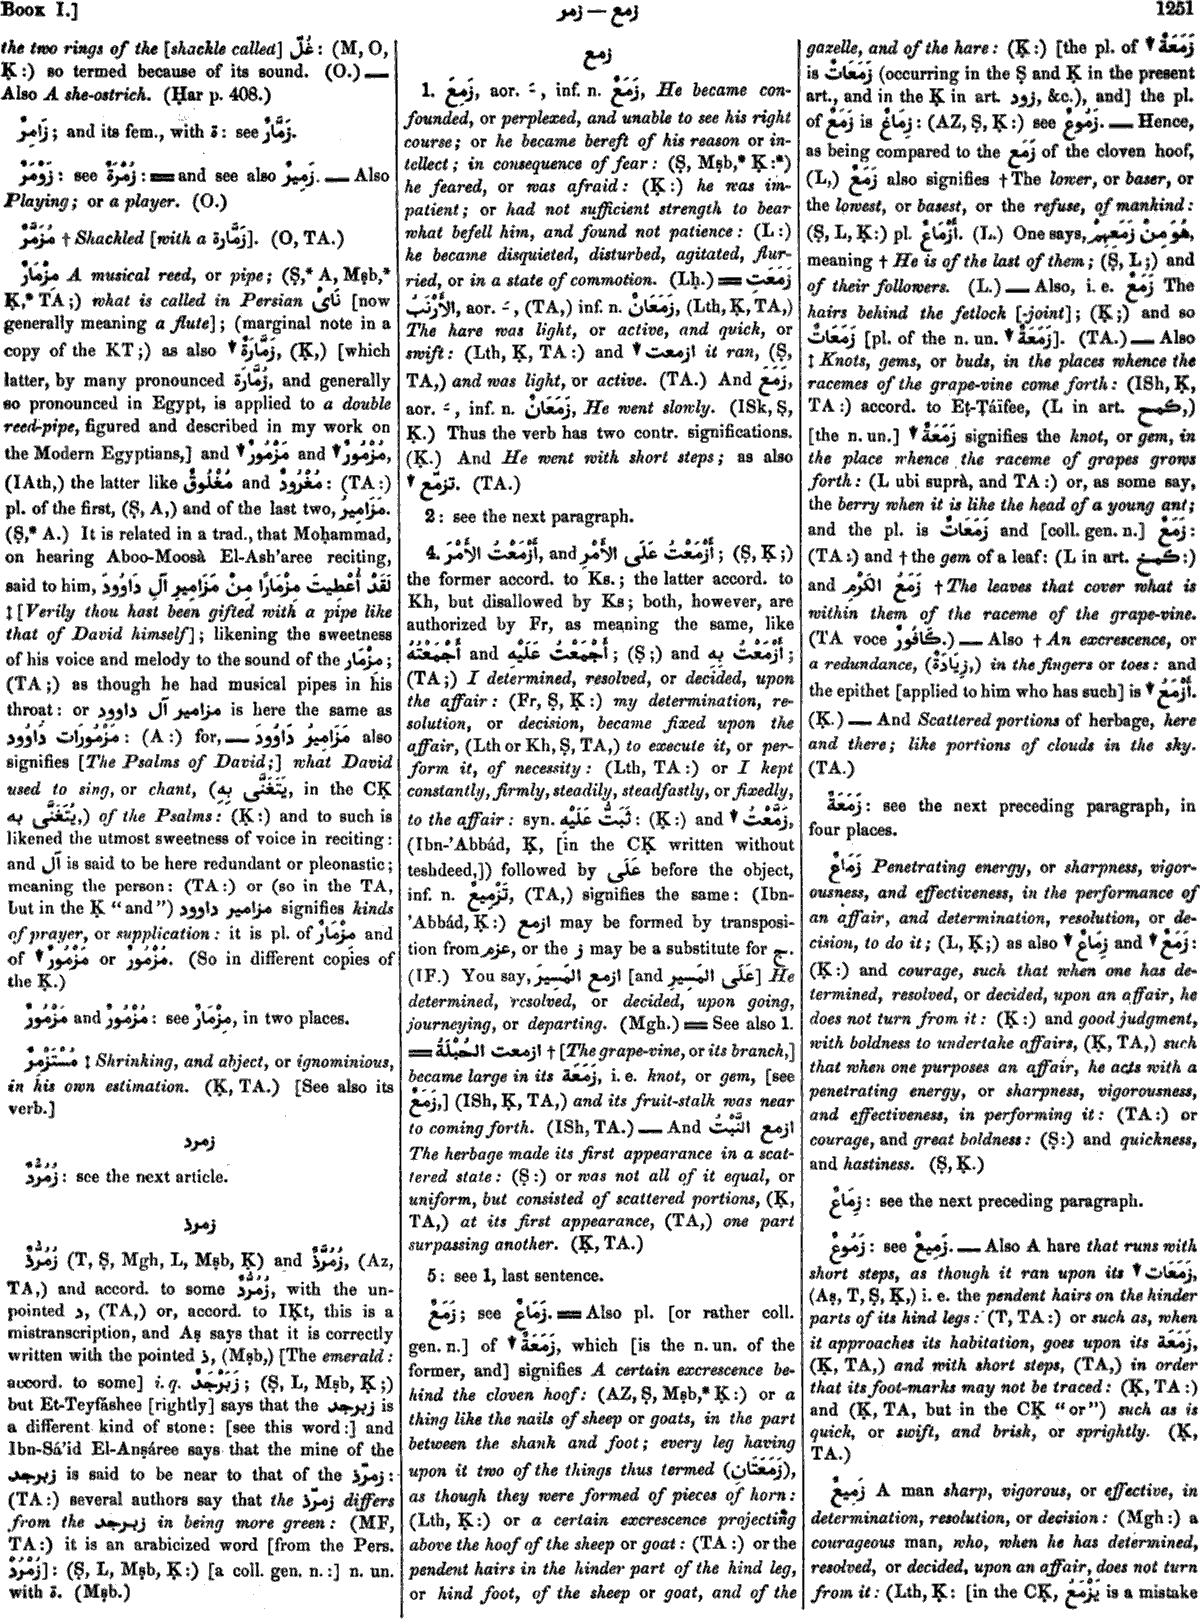 Book I.]
زمر — زمع
1251
the two rings of the [shackle called] غُلّ: (M, O,
Ḳ:) so termed because of its sound. (O.) —
Also A she-ostrich. (Ḥar p. 408.)
زَامِرٌ; and its fem., with ة: see زَمَّارٌ.
زَوْمَرٌ: see زُمْرَةٌ: = and see also زَمِيرٌ. — Also
Playing; or a player. (O.)
مُزَمَّرٌ † Shackled [with a زَمَّارة]. (O, TA.)
مِزْمَارٌ A musical reed, or pipe; (Ṣ,* A, Mṣb,*
Ḳ,* TA;) what is called in Persian نَاىْ [now
generally meaning a flute]; (marginal note in a
copy of the KT;) as also ▼ زَمَّارَةٌ, (Ḳ,) [which
latter, by many pronounced زُمَّارَة, and generally
so pronounced in Egypt, is applied to a double
reed-pipe, figured and described in my work on
the Modern Egyptians,] and ▼ مَزْمُورٌ and ▼ مُزْمُورٌ,
(IAth,) the latter like مُغْلُوقٌ and مُغْرُودٌ: (TA:)
pl. of the first, (Ṣ, A,) and of the last two, مَزَامِيرُ.
(Ṣ,* A.) It is related in a trad., that Moḥammad,
on hearing Aboo-Moosà El-Ash'aree reciting,
said to him, لَقَدْ أُعْطِيتَ مِزْمَارًا مِنْ مَزَامِيرِ آلِ دَاوُودَ
‡ [Verily thou hast been gifted with a pipe like
that of David himself]; likening the sweetness
of his voice and melody to the sound of the مِزْمَار;
(TA;) as though he had musical pipes in his
throat: or مزامير آل داوود is here the same as
مَزْمُورَات دَاوُودَ: (A:) for, — مَزَامِيرُ دَاوُودَ also
signifies [The Psalms of David;] what David
used to sing, or chant, (يَتَغَنَّى بِهِ, in the CḲ
يُتَغَنَّى به,) of the Psalms: (Ḳ:) and to such is
likened the utmost sweetness of voice in reciting:
and آل is said to be here redundant or pleonastic;
meaning the person: (TA:) or (so in the TA,
but in the Ḳ "and") مزامير داوود signifies kinds
of prayer, or supplication: it is pl. of مِزْمَارٌ and
of ▼ مَزْمُورٌ or مُزْمُورٌ. (So in different copies of
the Ḳ.)
مَزْمُورٌ and مُزْمُورٌ: see مِزْمَارٌ, in two places.
مُسْتَزْمِرٌ ‡ Shrinking, and abject, or ignominious,
in his own estimation. (Ḳ, TA.) [See also its
verb.]
زمرد
زُمُرُّدٌ: see the next article.
زمرذ
زُمُرُّذٌ (T, Ṣ, Mgh, L, Mṣb, Ḳ) and زُمُرَّذٌ, (Az,
TA,) and accord. to some زُمُرُّدٌ, with the un-
pointed د, (TA,) or, accord. to IḲt, this is a
mistranscription, and Aṣ says that it is correctly
written with the pointed ذ, (Mṣb,) [The emerald:
accord. to some] i. q. زَبَرْجَدٌ; (Ṣ, L, Mṣb, Ḳ;)
but Et-Teyfáshee [rightly] says that the زبرجد is
a different kind of stone: [see this word:] and
Ibn-Sá'id El-Anṣáree says that the mine of the
زبرجد is said to be near to that of the زمرّذ:
(TA:) several authors say that the زمرّذ differs
from the زبرجد in being more green: (MF,
TA:) it is an arabicized word [from the Pers.
زُمُرُدْ]: (Ṣ, L, Mṣb, Ḳ:) [a coll. gen. n.:] n. un.
with ة. (Mṣb.)
زمع
1. زَمِعَ, aor. ـَ, inf. n. زَمَعٌ, He became con-
founded, or perplexed, and unable to see his right
course; or he became bereft of his reason or in-
tellect; in consequence of fear: (Ṣ, Mṣb,* Ḳ:*)
he feared, or was afraid: (Ḳ:) he was im-
patient; or had not sufficient strength to bear
what befell him, and found not patience: (L:)
he became disquieted, disturbed, agitated, flur-
ried, or in a state of commotion. (Lḥ.) = زَمَعَت
الأَرْنَبُ, aor. ـَ, (TA,) inf. n. زَمَعَانٌ, (Lth, Ḳ, TA,)
The hare was light, or active, and quick, or
swift: (Lth, Ḳ, TA:) and ▼ ازمعت it ran, (Ṣ,
TA,) and was light, or active. (TA.) And زَمَعَ,
aor. ـَ, inf. n. زَمَعَانٌ, He went slowly. (ISk, Ṣ,
Ḳ.) Thus the verb has two contr. significations.
(Ḳ.) And He went with short steps; as also
▼ تزمّع. (TA.)
2: see the next paragraph.
4. أَزْمَعْتُ الأَمْرَ, and أَزْمَعْتُ عَلَى الأَمْرِ; (Ṣ, Ḳ;)
the former accord. to Ks.; the latter accord. to
Kh, but disallowed by Ks; both, however, are
authorized by Fr, as meaning the same, like
أَجْمَعْتُهُ and أَجْمَعْتُ عَلَيْهِ; (Ṣ;) and أَزْمَعْتُ بِهِ;
(TA;) I determined, resolved, or decided, upon
the affair: (Fr, Ṣ, Ḳ:) my determination, re-
solution, or decision, became fixed upon the
affair, (Lth or Kh, Ṣ, TA,) to execute it, or per-
form it, of necessity: (Lth, TA:) or I kept
constantly, firmly, steadily, steadfastly, or fixedly,
to the affair: syn. ثَبَتُّ عَلَيْهِ: (Ḳ:) and ▼ زَمَّعْتُ,
(Ibn-'Abbád, Ḳ, [in the CḲ written without
teshdeed,]) followed by عَلَى before the object,
inf. n. تَزْمِيعٌ, (TA,) signifies the same: (Ibn-
'Abbád, Ḳ:) ازمع may be formed by transposi-
tion from عزم, or the ز may be a substitute for ج.
(IF.) You say, ازمع المَسِيرَ [and عَلَى المَسِيرِ] He
determined, resolved, or decided, upon going,
journeying, or departing. (Mgh.) = See also 1.
= ازمعت الحُبْلَةُ † [The grape-vine, or its branch,]
became large in its زَمَعَة, i. e. knot, or gem, [see
زَمَعٌ,] (ISh, Ḳ, TA,) and its fruit-stalk was near
to coming forth. (ISh, TA.) — And ازمع النَّبْتُ
The herbage made its first appearance in a scat-
tered state: (Ṣ:) or was not all of it equal, or
uniform, but consisted of scattered portions, (Ḳ,
TA,) at its first appearance, (TA,) one part
surpassing another. (Ḳ, TA.)
5: see 1, last sentence.
زَمَعٌ; see زَمَاعٌ. = Also pl. [or rather coll.
gen. n.] of ▼ زَمَعَةٌ, which [is the n. un. of the
former, and] signifies A certain excrescence be-
hind the cloven hoof: (AZ, Ṣ, Mṣb,* Ḳ:) or a
thing like the nails of sheep or goats, in the part
between the shank and foot; every leg having
upon it two of the things thus termed (زَمَعَتَانِ),
as though they were formed of pieces of horn:
(Lth, Ḳ:) or a certain excrescence projecting
above the hoof of the sheep or goat: (TA:) or the
pendent hairs in the hinder part of the hind leg,
or hind foot, of the sheep or goat, and of the
gazelle, and of the hare: (Ḳ:) [the pl. of ▼ زَمَعَةٌ
is زَمَعَاتٌ (occurring in the Ṣ and Ḳ in the present
art., and in the Ḳ in art. زود, &c.), and] the pl.
of زَمَعٌ is زِمَاعٌ: (AZ, Ṣ, Ḳ:) see زَمُوعٌ. — Hence,
as being compared to the زَمَع of the cloven hoof,
(L,) زَمَعٌ also signifies † The lower, or baser, or
the lowest, or basest, or the refuse, of mankind:
(Ṣ, L, Ḳ:) pl. أَزْمَاعٌ. (L.) One says, هُوَ مِنْ زَمَعِهِمْ,
meaning † He is of the last of them; (Ṣ, L;) and
of their followers. (L.) — Also, i. e. زَمَعٌ The
hairs behind the fetlock [-joint]; (Ḳ;) and so
زَمَعَاتٌ [pl. of the n. un. ▼ زَمَعَةٌ]. (TA.) — Also
‡ Knots, gems, or buds, in the places whence the
racemes of the grape-vine come forth: (ISh, Ḳ,
TA:) accord. to Eṭ-Ṭáïfee, (L in art. كمح,)
[the n. un.] ▼ زَمَعَةٌ signifies the knot, or gem, in
the place whence the raceme of grapes grows
forth: (L ubi suprà, and TA:) or, as some say,
the berry when it is like the head of a young ant;
and the pl. is زَمَعَاتٌ and [coll. gen. n.] زَمَعٌ:
(TA:) and † the gem of a leaf: (L in art. كمح:)
and زَمَعُ الكَرْمِ † The leaves that cover what is
within them of the raceme of the grape-vine.
(TA voce كَافُورٌ.) — Also † An excrescence, or
a redundance, (زِيَادَةٌ,) in the fingers or toes: and
the epithet [applied to him who has such] is ▼ أَزْمَعُ.
(Ḳ.) — And Scattered portions of herbage, here
and there; like portions of clouds in the sky.
(TA.)
زَمَعَةٌ: see the next preceding paragraph, in
four places.
زَمَاعٌ Penetrating energy, or sharpness, vigor-
ousness, and effectiveness, in the performance of
an affair, and determination, resolution, or de-
cision, to do it; (L, Ḳ;) as also ▼ زِمَاعٌ and ▼ زَمَعٌ:
(Ḳ:) and courage, such that when one has de-
termined, resolved, or decided, upon an affair, he
does not turn from it: (Ḳ:) and good judgment,
with boldness to undertake affairs, (Ḳ, TA,) such
that when one purposes an affair, he acts with a
penetrating energy, or sharpness, vigorousness,
and effectiveness, in performing it: (TA:) or
courage, and great boldness: (Ṣ:) and quickness,
and hastiness. (Ṣ, Ḳ.)
زِمَاعٌ: see the next preceding paragraph.
زَمُوعٌ: see زَمِيعٌ. — Also A hare that runs with
short steps, as though it ran upon its ▼ زَمَعَات,
(Aṣ, T, Ṣ, Ḳ,) i. e. the pendent hairs on the hinder
parts of its hind legs: (T, TA:) or such as, when
it approaches its habitation, goes upon its زَمَعَة,
(Ḳ, TA,) and with short steps, (TA,) in order
that its foot-marks may not be traced: (Ḳ, TA:)
and (Ḳ, TA, but in the CḲ "or") such as is
quick, or swift, and brisk, or sprightly. (Ḳ,
TA.)
زَمِيعٌ A man sharp, vigorous, or effective, in
determination, resolution, or decision: (Mgh:) a
courageous man, who, when he has determined,
resolved, or decided, upon an affair, does not turn
from it: (Lth, Ḳ: [in the CḲ, يَزْمَعُ is a mistake